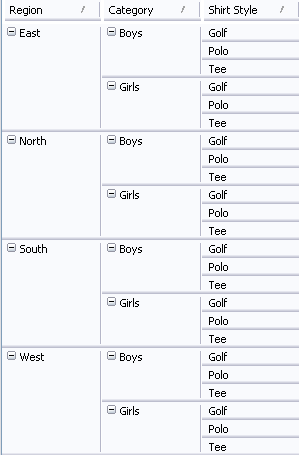 Region Category Shirt Style
East Boys Golf
Polo
Tee
Girls Golf
Polo
Tee
North Boys Golf
Polo
Tee
Girls Golf
Polo
Tee
South Boys Golf
Polo
Tee
Girls Golf
Polo
Tee
West Boys Golf
Polo
Tee
Girls Golf
Polo
Tee